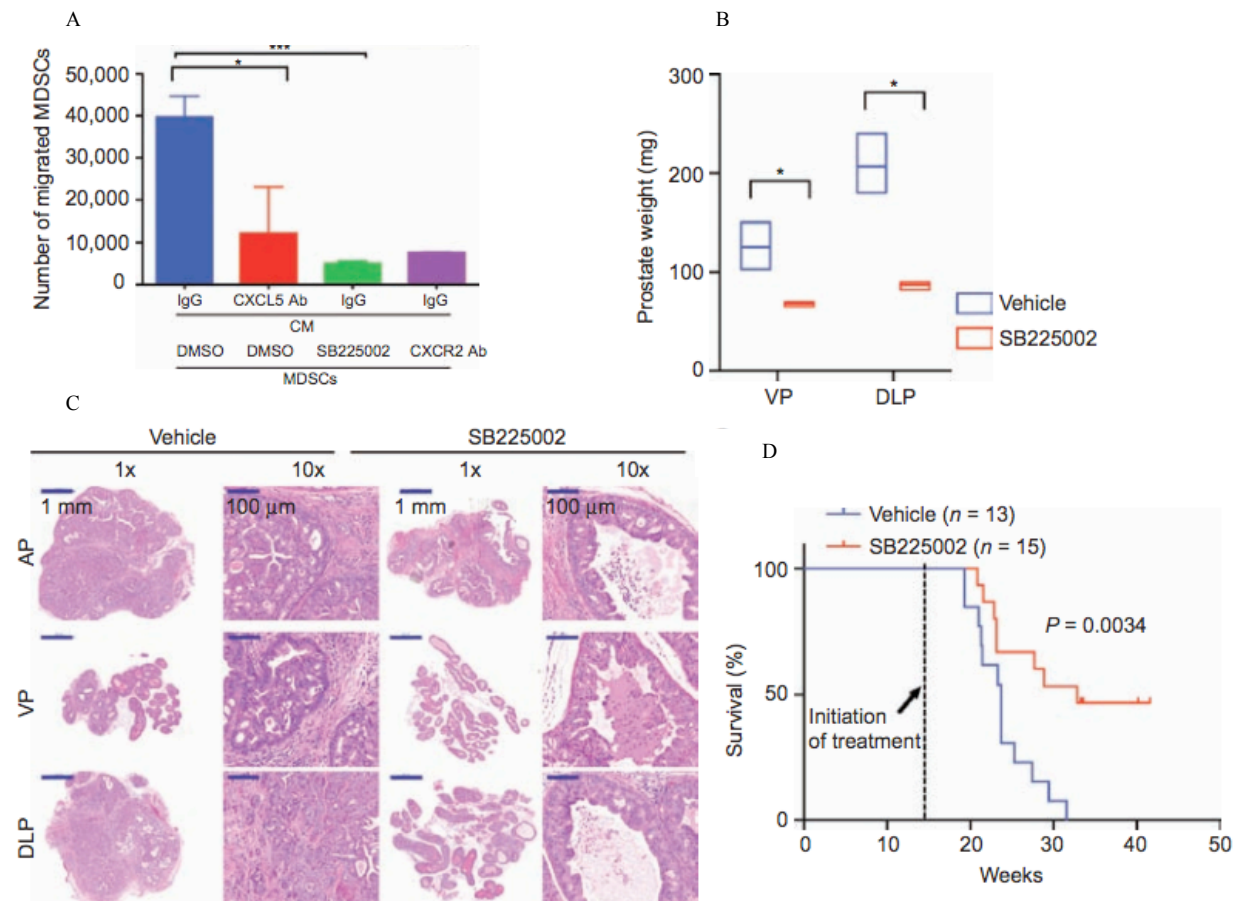 A
***
*
50,000
40,000
30,000
20,000
10,000
0
Number of migrated MDSCs
IgG CXCL5 Ab IgG IgG
CM
DMSO DMSO SB225002 CXCR2 Ab
MDSCs
B
300
200
100
0
Prostate weight (mg)
*
*
VP DLP
Vehicle
SB225002
C
Vehicle SB225002
1x 10x 1x 10x
1 mm 100 μm 1 mm 100 μm
AP
VP
DLP
D
Vehicle (n = 13)
SB225002 (n = 15)
100
50
0
Survival (%)
P = 0.0034
Initiation
of treatment
0 10 20 30 40 50
Weeks